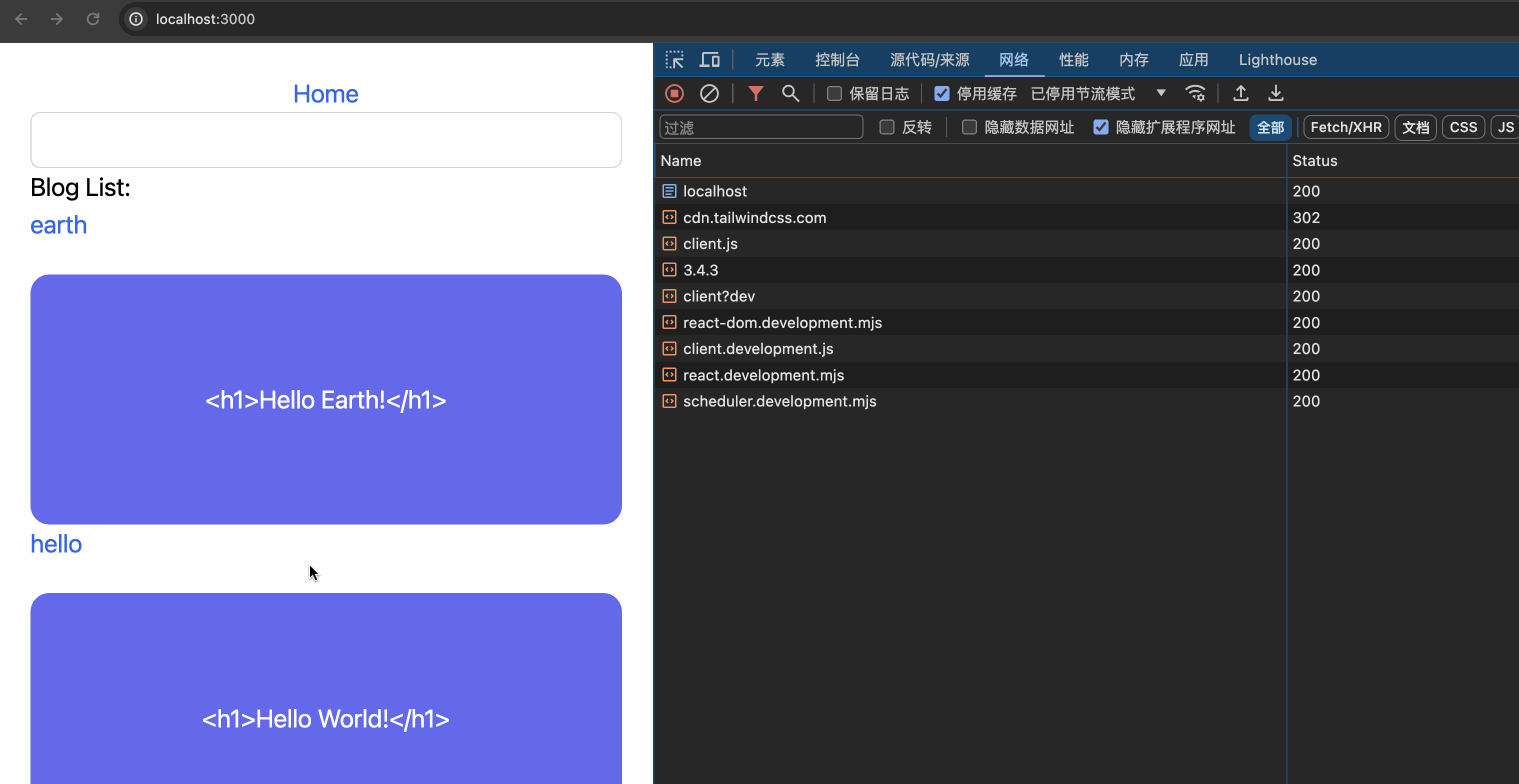 localhost:3000
Home
Blog List:
earth
<h1>Hello Earth!</h1>
hello
<h1>Hello World!</h1>
元素 控制台 源代码/来源 网络 性能 内存 应用 Lighthouse
保留日志 停用缓存 已停用节流模式
过滤 反转 隐藏数据网址 隐藏扩展程序网址 全部 Fetch/XHR 文档 CSS JS
Name Status
localhost 200
cdn.tailwindcss.com 302
client.js 200
3.4.3 200
client?dev 200
react-dom.development.mjs 200
client.development.js 200
react.development.mjs 200
scheduler.development.mjs 200